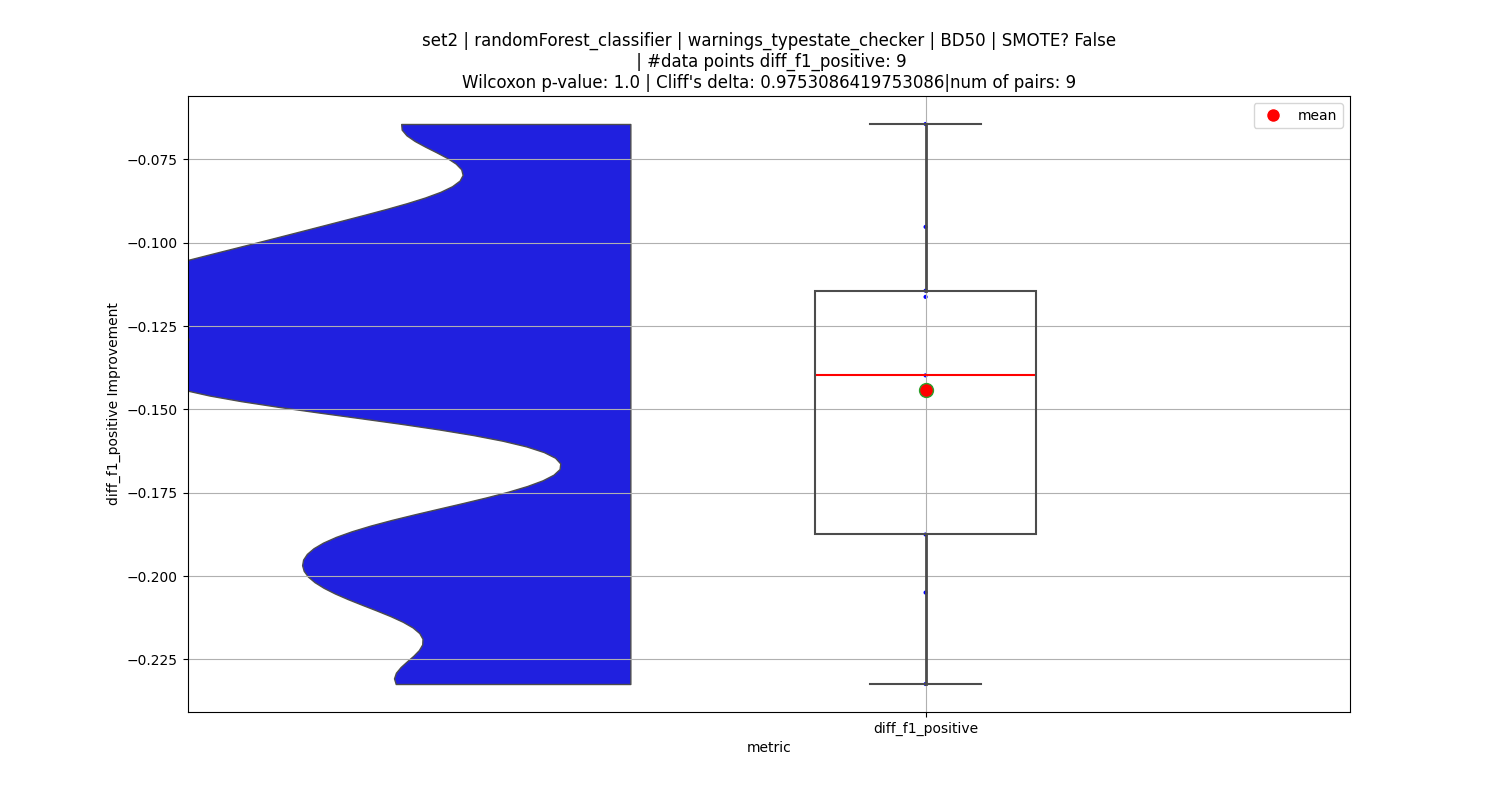 set2 | randomForest_classifier | warnings_typestate_checker | BD50 | SMOTE? False
| #data points diff_f1_positive: 9
Wilcoxon p-value: 1.0 | Cliff's delta: 0.9753086419753086|num of pairs: 9
mean
−0.075
−0.100
−0.125
−0.150
−0.175
−0.200
−0.225
diff_f1_positive Improvement
diff_f1_positive
metric